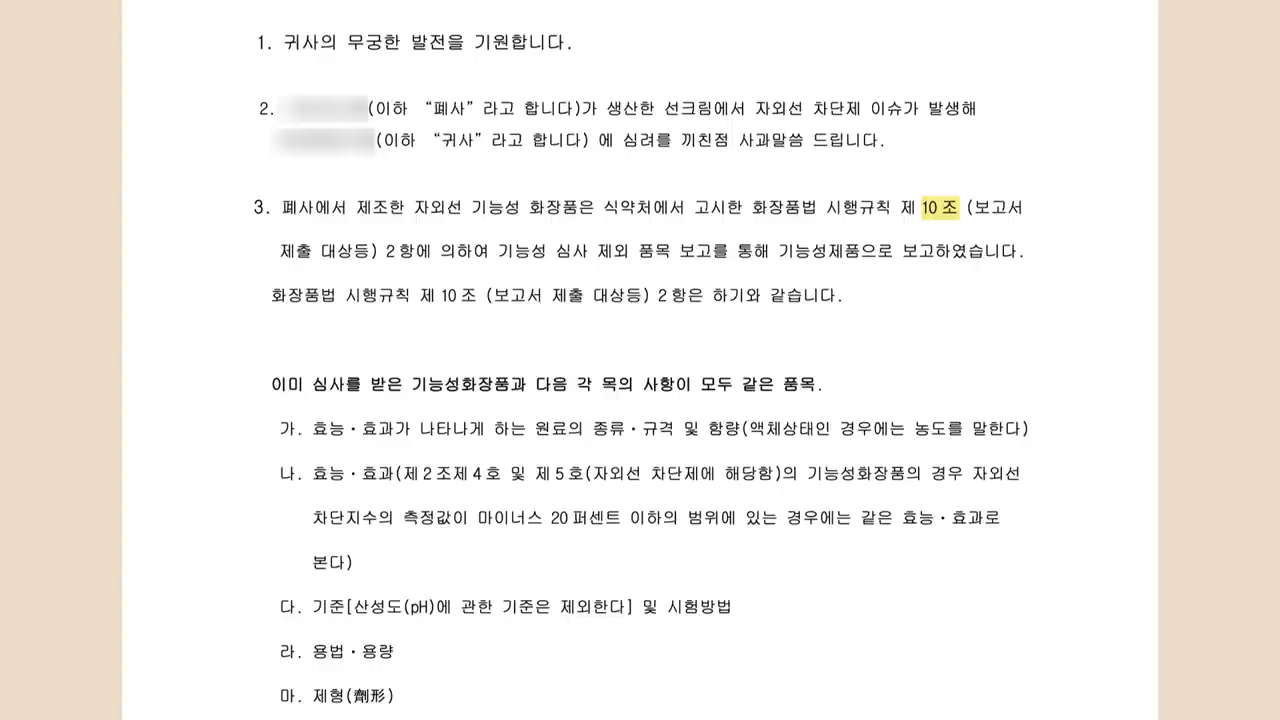 1. 귀사의 무궁한 발전을 기원합니다.
2. (이하 “폐사”라고 합니다)가 생산한 선크림에서 자외선 차단제 이슈가 발생해
(이하 “귀사”라고 합니다) 에 심려를 끼친점 사과말씀 드립니다.
3. 폐사에서 제조한 자외선 기능성 화장품은 식약처에서 고시한 화장품법 시행규칙 제 10 조 (보고서
제출 대상등) 2 항에 의하여 기능성 심사 제외 품목 보고를 통해 기능성제품으로 보고하였습니다.
화장품법 시행규칙 제 10 조 (보고서 제출 대상등) 2 항은 하기와 같습니다.
이미 심사를 받은 기능성화장품과 다음 각 목의 사항이 모두 같은 품목.
가. 효능·효과가 나타나게 하는 원료의 종류·규격 및 함량(액체상태인 경우에는 농도를 말한다)
나. 효능·효과(제 2 조제 4 호 및 제 5 호(자외선 차단제에 해당함)의 기능성화장품의 경우 자외선
차단지수의 측정값이 마이너스 20 퍼센트 이하의 범위에 있는 경우에는 같은 효능·효과로
본다)
다. 기준[산성도(pH)에 관한 기준은 제외한다] 및 시험방법
라. 용법·용량
마. 제형(劑形)